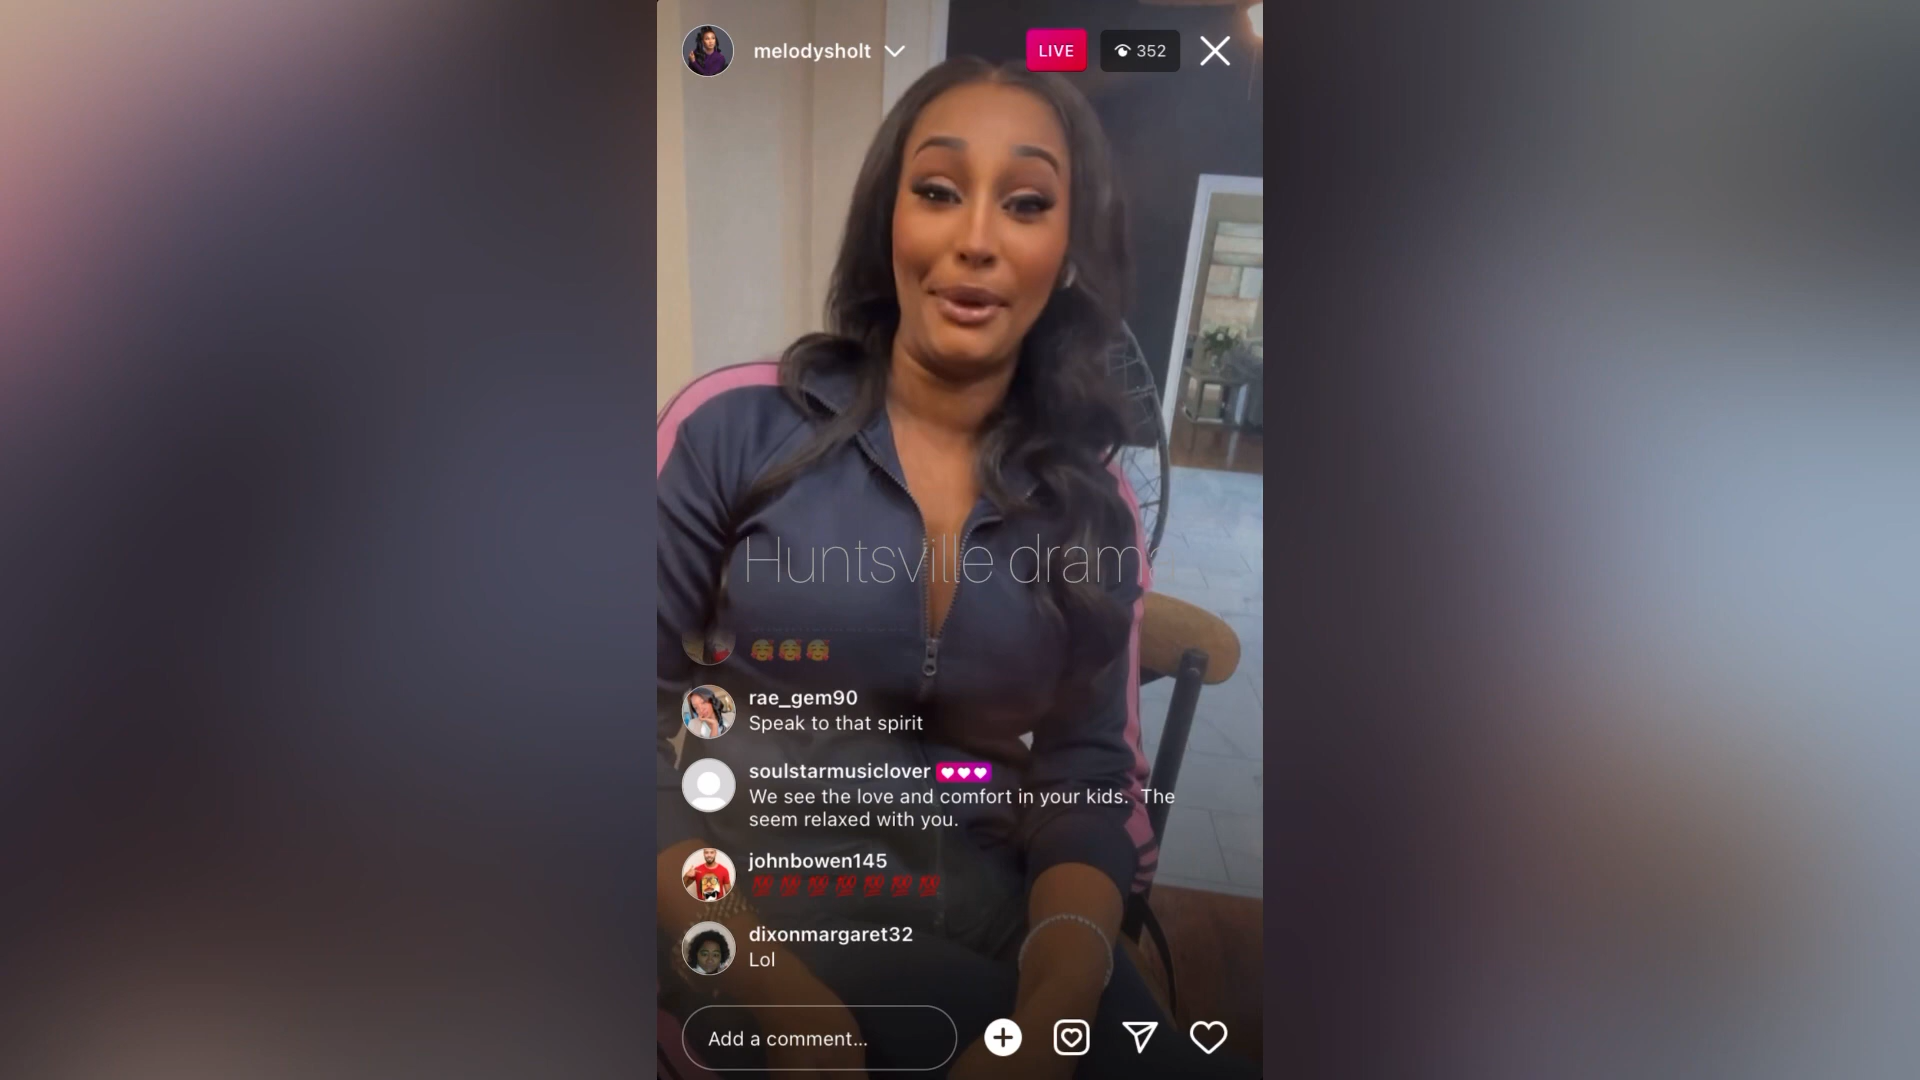 melodysholt
LIVE
352
Huntsville drama
🥰🥰🥰
rae_gem90
Speak to that spirit
soulstarmusiclover
We see the love and comfort in your kids. The
seem relaxed with you.
johnbowen145
💯💯💯💯💯💯💯
dixonmargaret32
Lol
Add a comment...